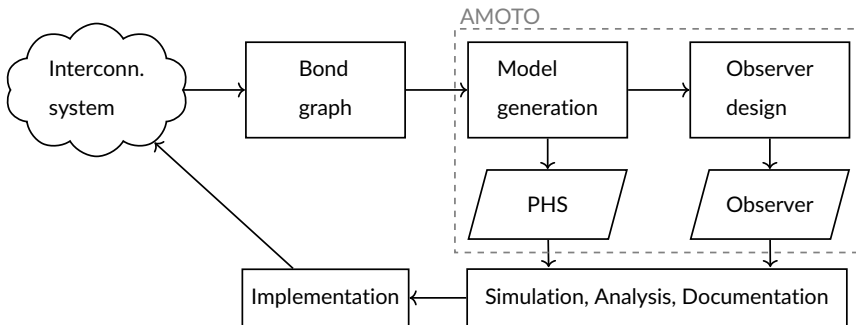 AMOTO
Interconn.
system
Bond
graph
Model
generation
Observer
design
PHS
Observer
Implementation
Simulation, Analysis, Documentation